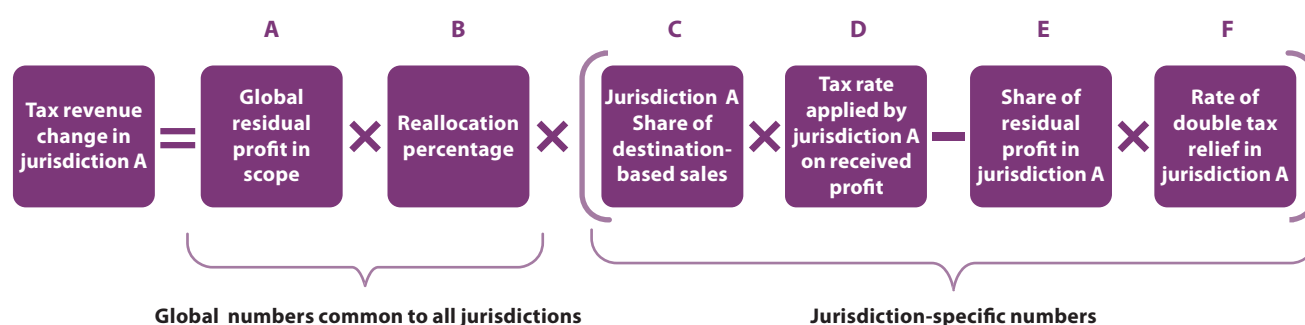 A B C D E F
Tax revenue
change in
jurisdiction A
=
Global
residual
profit in
scope
×
Reallocation
percentage
×
(
Jurisdiction A
Share of
destination-
based sales
×
Tax rate
applied by
jurisdiction A
on received
profit
–
Share of
residual
profit in
jurisdiction A
×
Rate of
double tax
relief in
jurisdiction A
)
Global numbers common to all jurisdictions
Jurisdiction-specific numbers